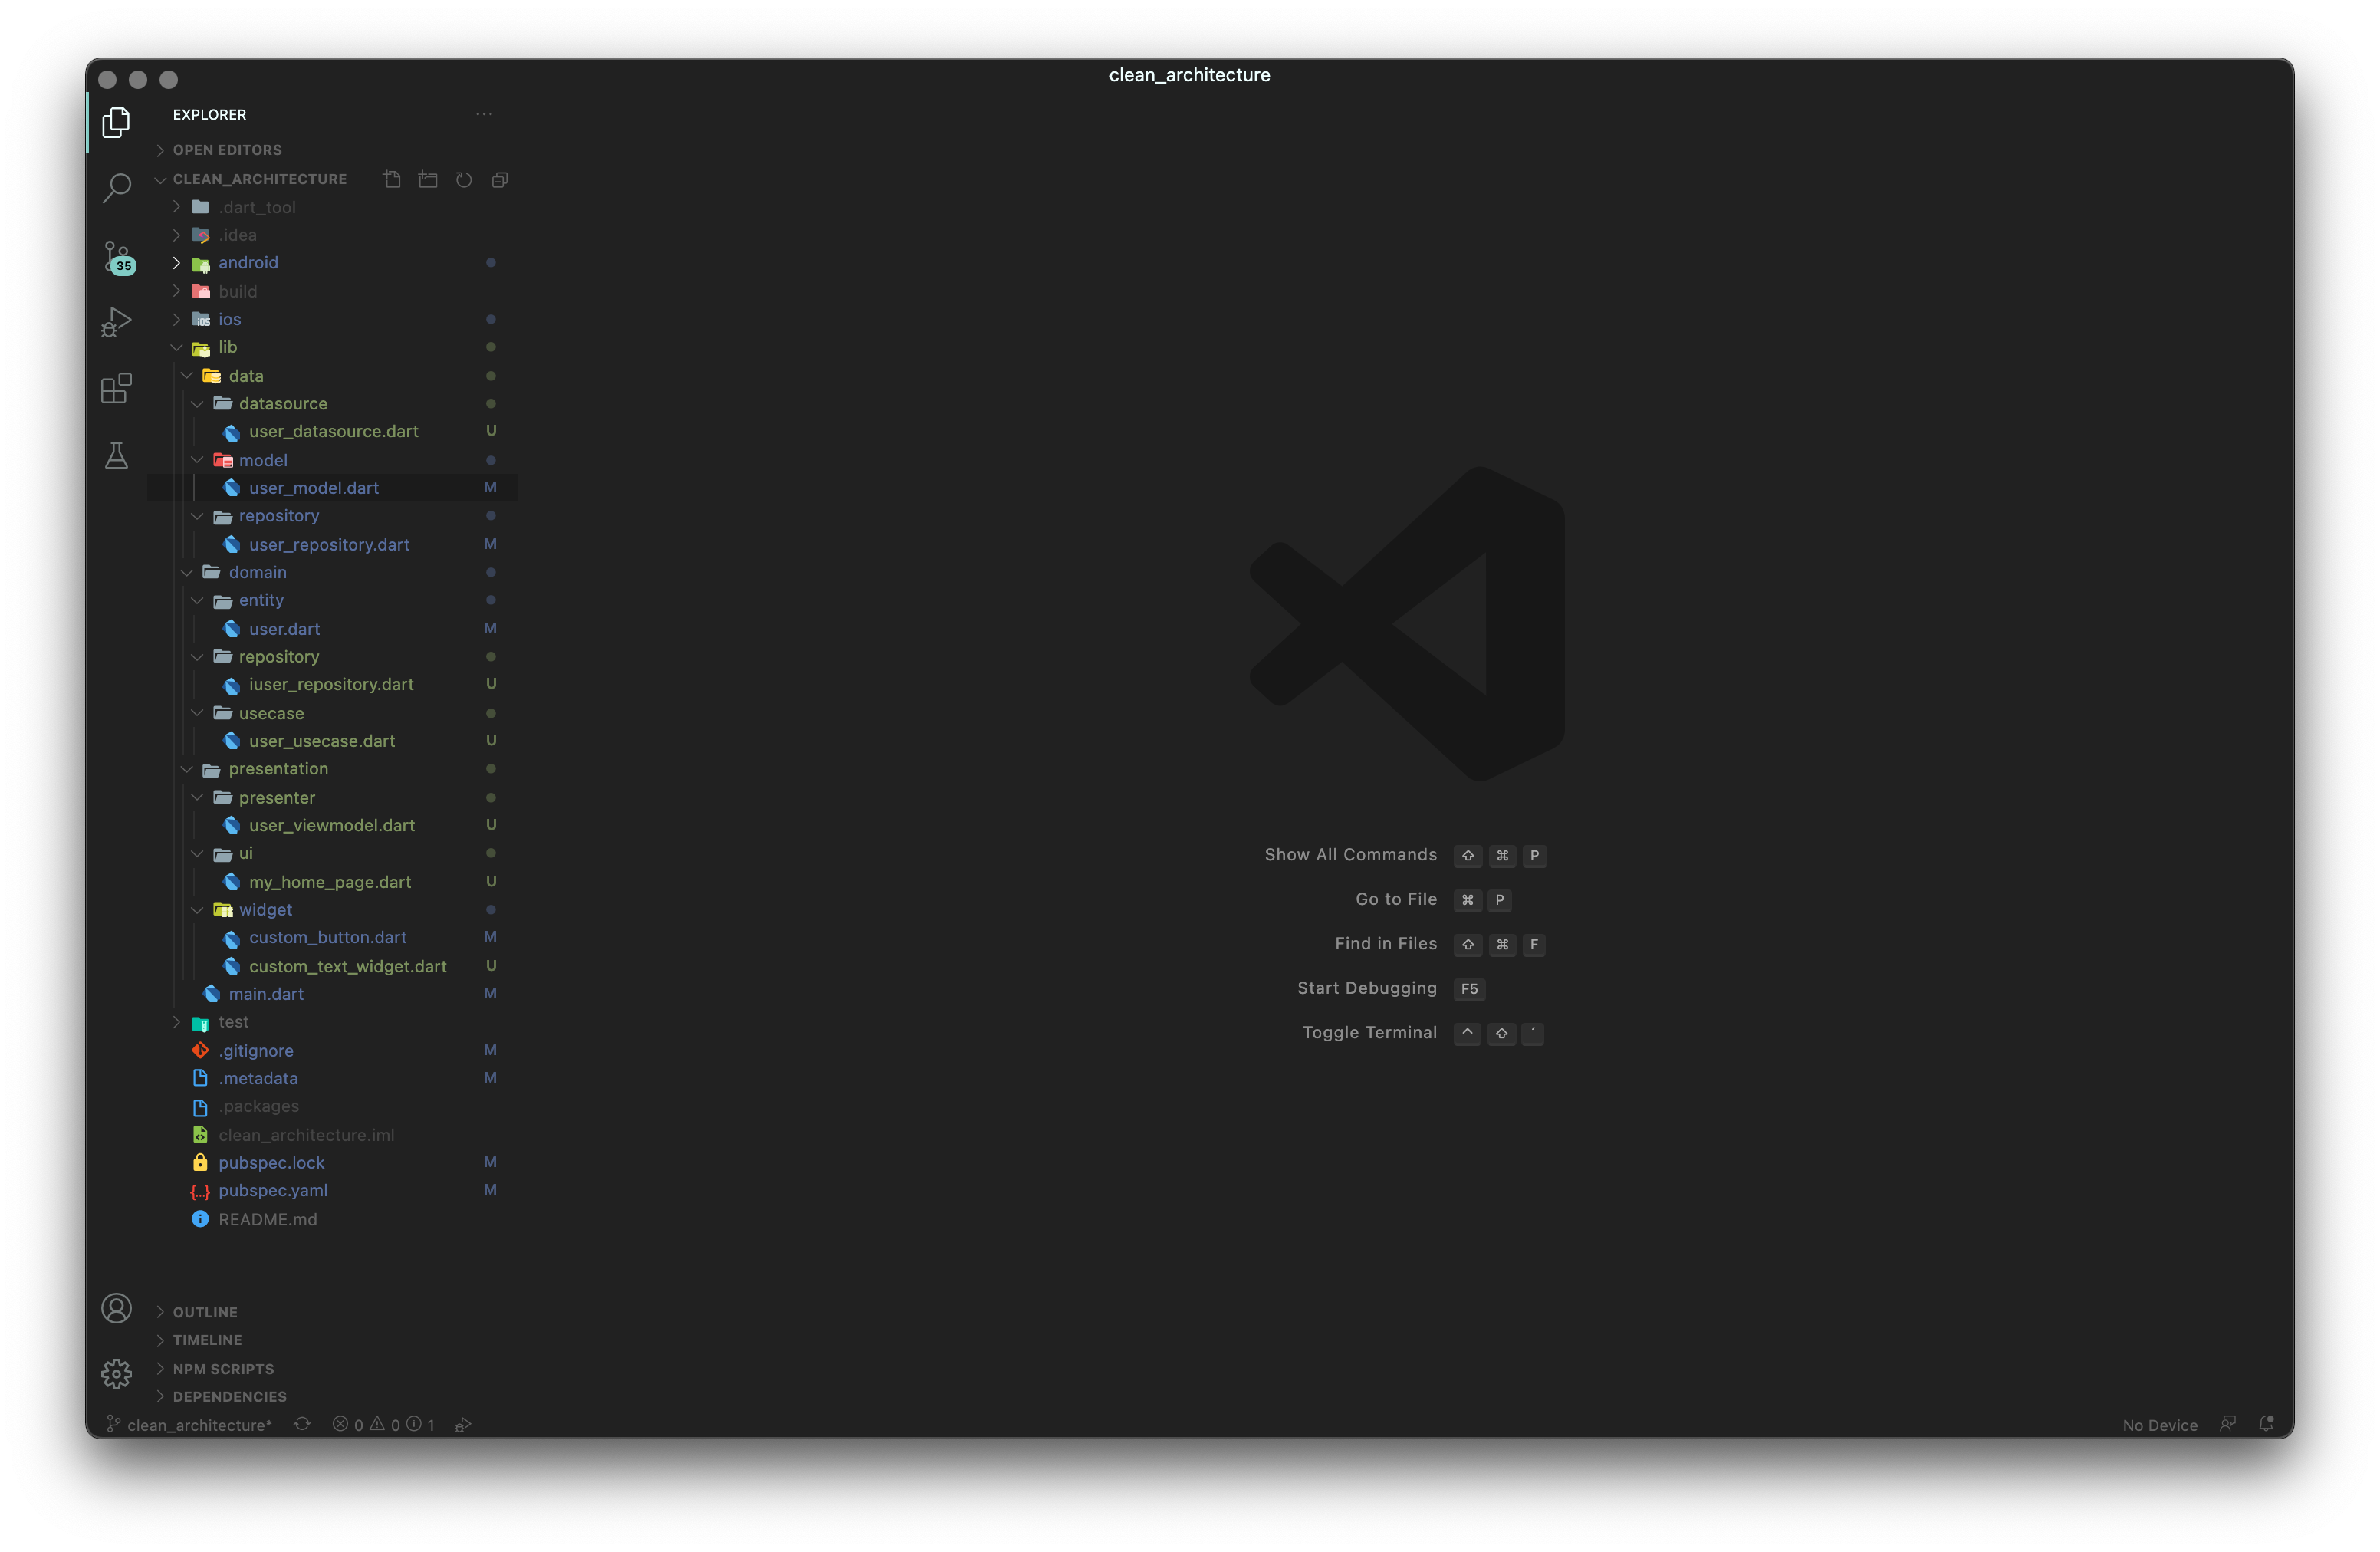 clean_architecture
EXPLORER
OPEN EDITORS
CLEAN_ARCHITECTURE
.dart_tool
.idea
35
android
build
iOS ios
lib
data
datasource
user_datasource.dart U
model
user_model.dart M
repository
user_repository.dart M
domain
entity
user.dart M
repository
iuser_repository.dart U
usecase
user_usecase.dart U
presentation
presenter
user_viewmodel.dart U
ui
my_home_page.dart U
widget
custom_button.dart M
custom_text_widget.dart U
main.dart M
test
.gitignore M
.metadata M
.packages
clean_architecture.iml
pubspec.lock M
{...} pubspec.yaml M
README.md
Show All Commands ⇧ ⌘ P
Go to File ⌘ P
Find in Files ⇧ ⌘ F
Start Debugging F5
Toggle Terminal ^ ⇧ ´
OUTLINE
TIMELINE
NPM SCRIPTS
DEPENDENCIES
clean_architecture* 0 0 1
No Device